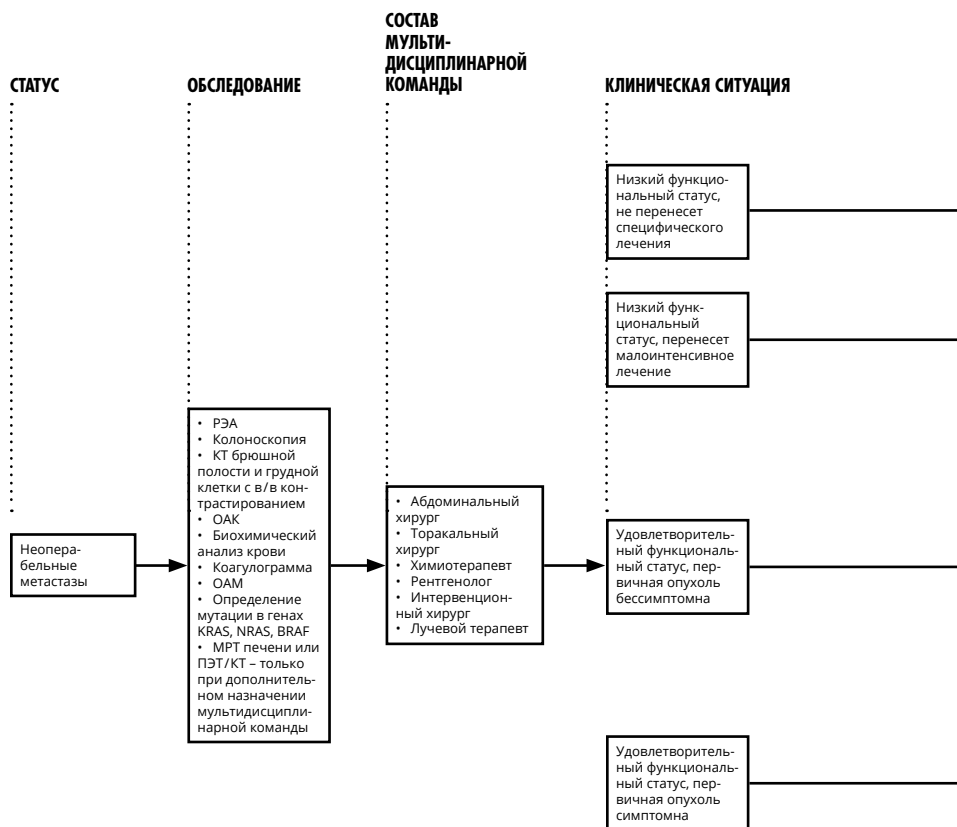 СТАТУС
ОБСЛЕДОВАНИЕ
СОСТАВ
МУЛЬТИ-
ДИСЦИПЛИНАРНОЙ
КОМАНДЫ
КЛИНИЧЕСКАЯ СИТУАЦИЯ
Неопера-
бельные
метастазы
• РЭА
• Колоноскопия
• КТ брюшной
полости и грудной
клетки с в/в кон-
трастированием
• ОАК
• Биохимический
анализ крови
• Коагулограмма
• ОАМ
• Определение
мутации в генах
KRAS, NRAS, BRAF
• МРТ печени или
ПЭТ/КТ – только
при дополнитель-
ном назначении
мультидисципли-
нарной команды
• Абдоминальный
хирург
• Торакальный
хирург
• Химиотерапевт
• Рентгенолог
• Интервенцион-
ный хирург
• Лучевой терапевт
Низкий функцио-
нальный статус,
не перенесет
специфического
лечения
Низкий функ-
циональный
статус, перенесет
малоинтенсивное
лечение
Удовлетворитель-
ный функциональ-
ный статус, пер-
вичная опухоль
бессимптомна
Удовлетворитель-
ный функциональ-
ный статус, пер-
вичная опухоль
симптомна